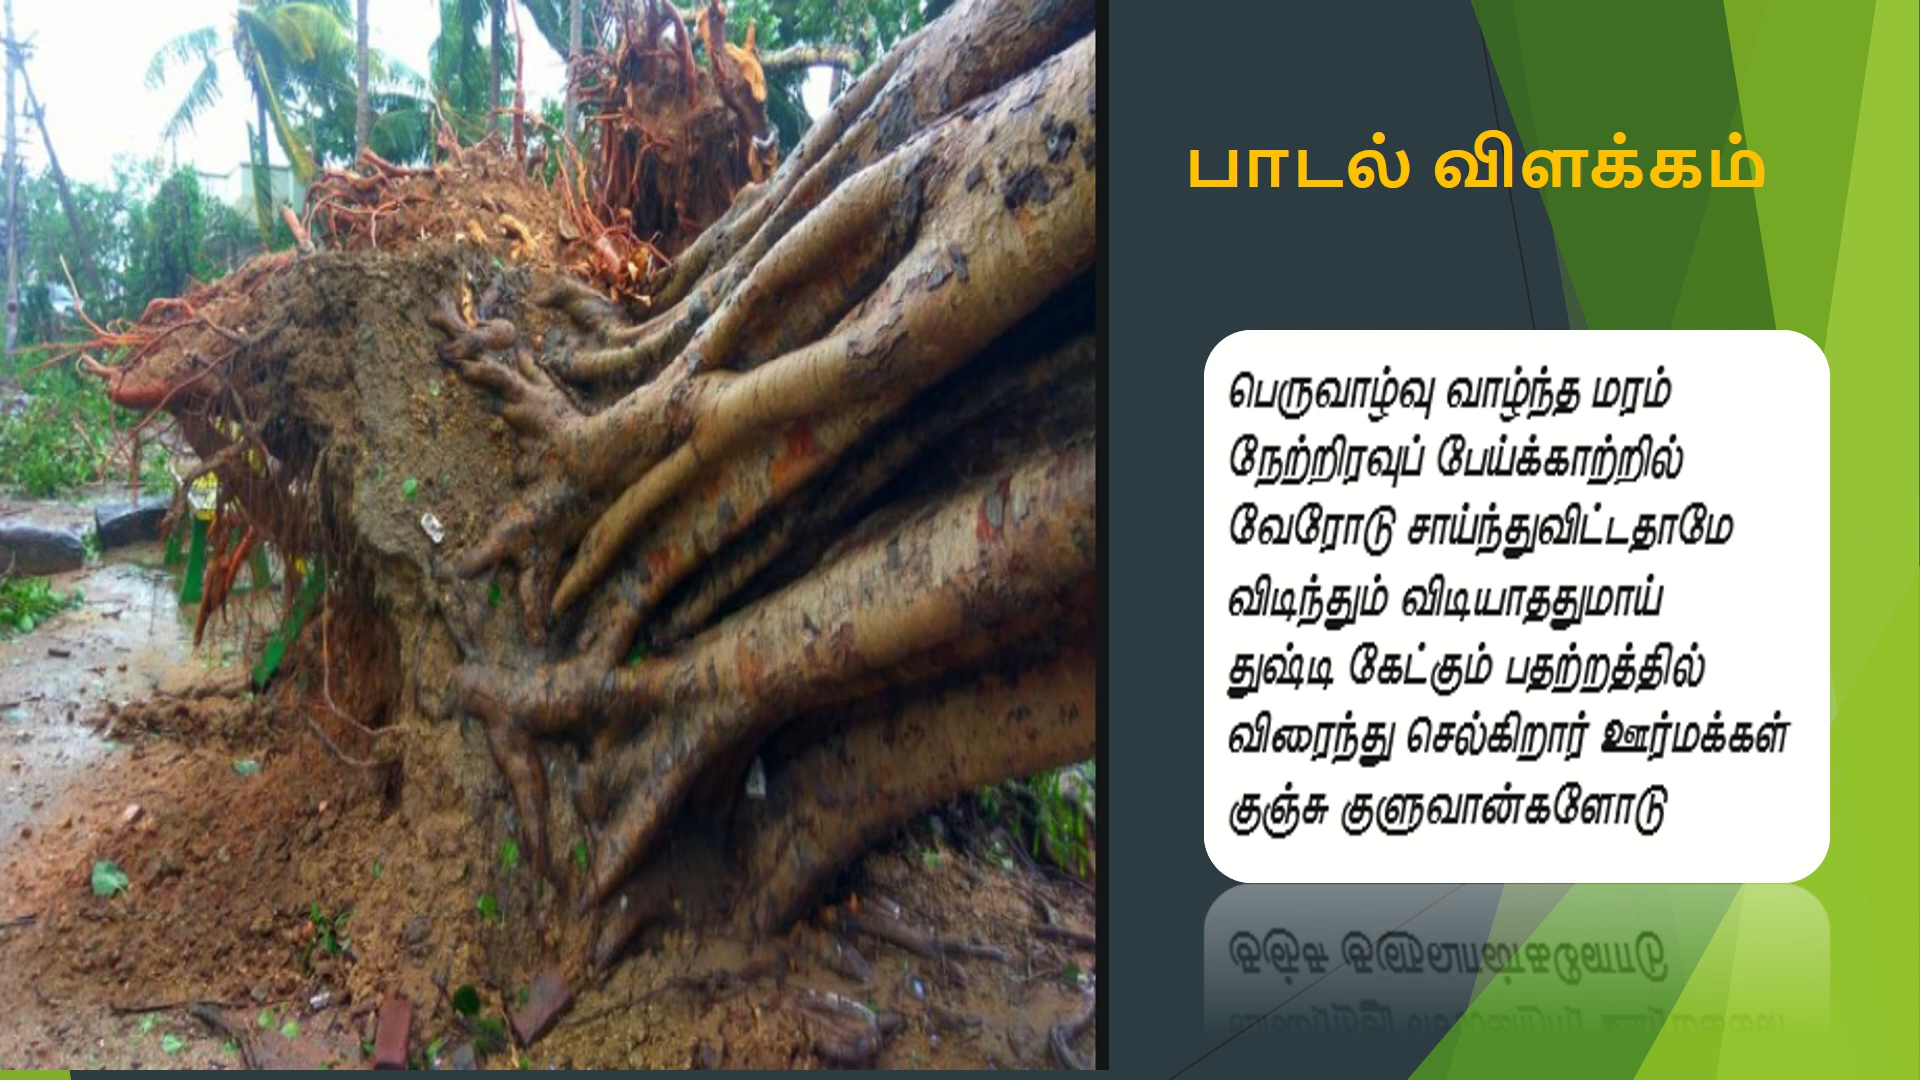 பாடல் விளக்கம்
பெருவாழ்வு வாழ்ந்த மரம்
நேற்றிரவுப் பேய்க்காற்றில்
வேரோடு சாய்ந்துவிட்டதாமே
விடிந்தும் விடியாததுமாய்
துஷ்டி கேட்கும் பதற்றத்தில்
விரைந்து செல்கிறார் ஊர்மக்கள்
குஞ்சு குளுவான்களோடு